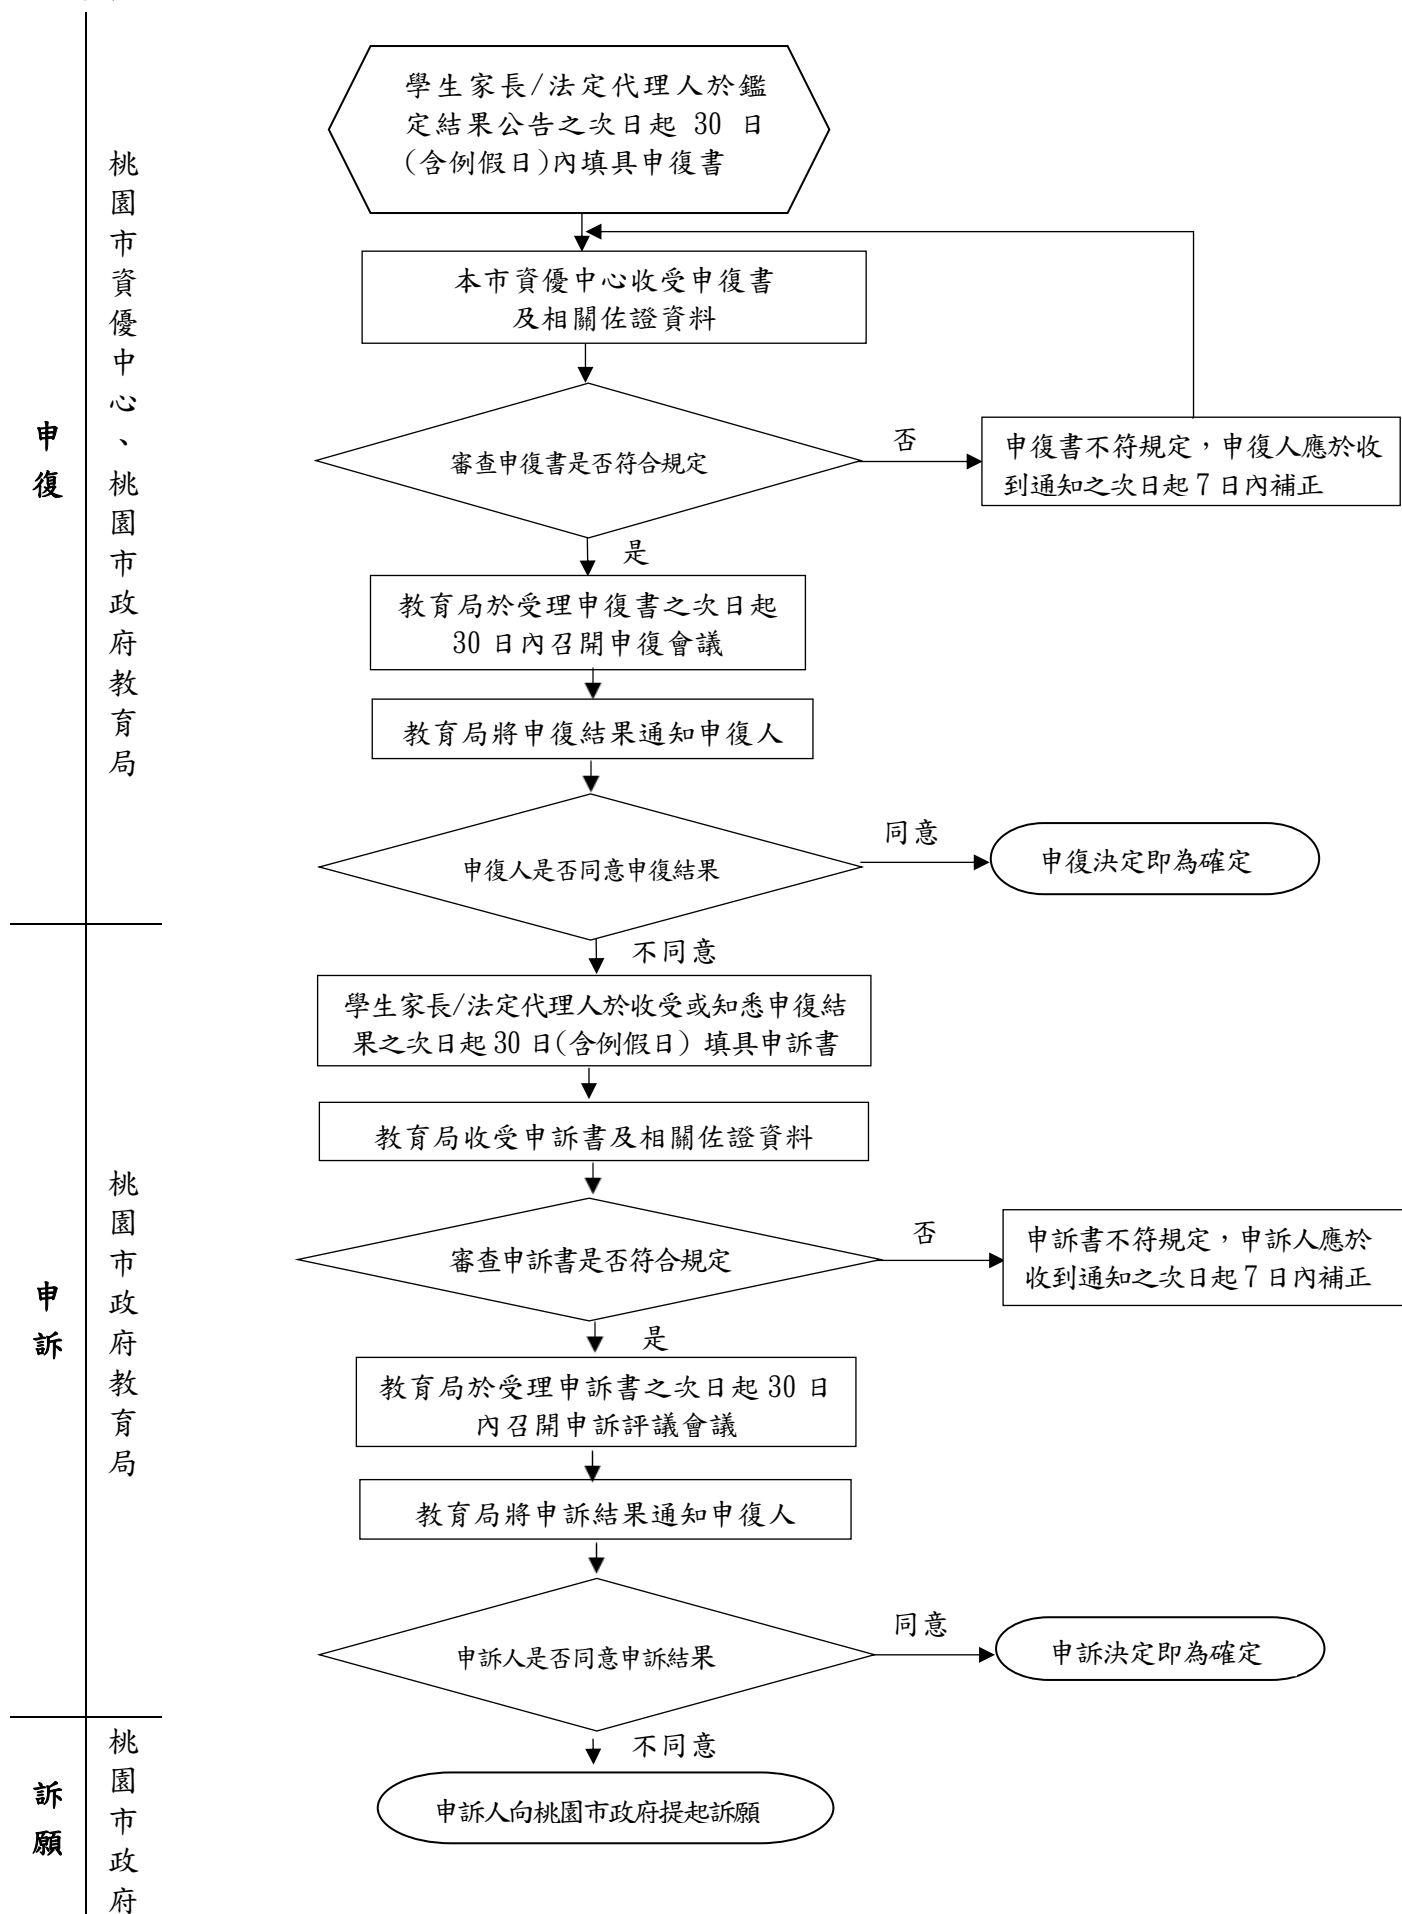 學生家長/法定代理人於鑑
定結果公告之次日起 30 日
(含例假日)內填具申復書
本市資優中心收受申復書
及相關佐證資料
審查申復書是否符合規定
否
申復書不符規定，申復人應於收
到通知之次日起7日內補正
是
教育局於受理申復書之次日起
30 日內召開申復會議
教育局將申復結果通知申復人
申復人是否同意申復結果
同意
申復決定即為確定
申復
桃園市資優中心、桃園市政府教育局
不同意
學生家長/法定代理人於收受或知悉申復結
果之次日起30日(含例假日) 填具申訴書
教育局收受申訴書及相關佐證資料
審查申訴書是否符合規定
否
申訴書不符規定，申訴人應於
收到通知之次日起7日內補正
是
教育局於受理申訴書之次日起 30 日
內召開申訴評議會議
教育局將申訴結果通知申復人
申訴人是否同意申訴結果
同意
申訴決定即為確定
申訴
桃園市政府教育局
不同意
申訴人向桃園市政府提起訴願
訴願
桃園市政府